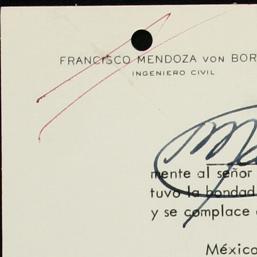 FRANCISCO MENDOZA VON BOR
INGENIERO CIVIL
mente al señor
tuvo la bondad
y se complace
México